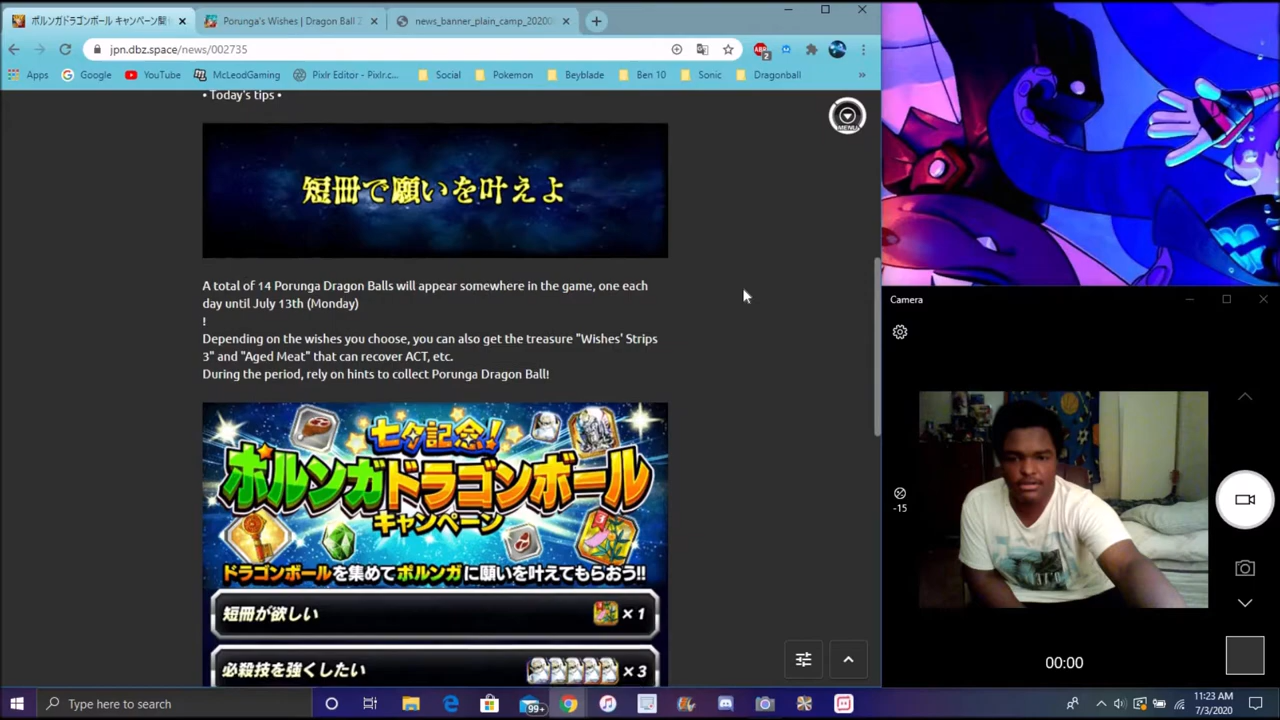 ポルンガドラゴンボール キャンペーン開
Porunga's Wishes | Dragon Ball Z
news_banner_plain_camp_20200
jpn.dbz.space/news/002735
ABP
2
Apps
Google
YouTube
McLeodGaming
Pixlr Editor - Pixlr.c...
Social
Pokemon
Beyblade
Ben 10
Sonic
Dragonball
»
• Today's tips •
MENU
短冊で願いを叶えよ
A total of 14 Porunga Dragon Balls will appear somewhere in the game, one each
day until July 13th (Monday)
!
Depending on the wishes you choose, you can also get the treasure "Wishes' Strips
3" and "Aged Meat" that can recover ACT, etc.
During the period, rely on hints to collect Porunga Dragon Ball!
七夕記念!
ポルンガドラゴンボール
キャンペーン
ドラゴンボールを集めてポルンガに願いを叶えてもらおう!!
短冊が欲しい
×1
必殺技を強くしたい
×3
Camera
-15
00:00
Type here to search
99+
11:23 AM
7/3/2020